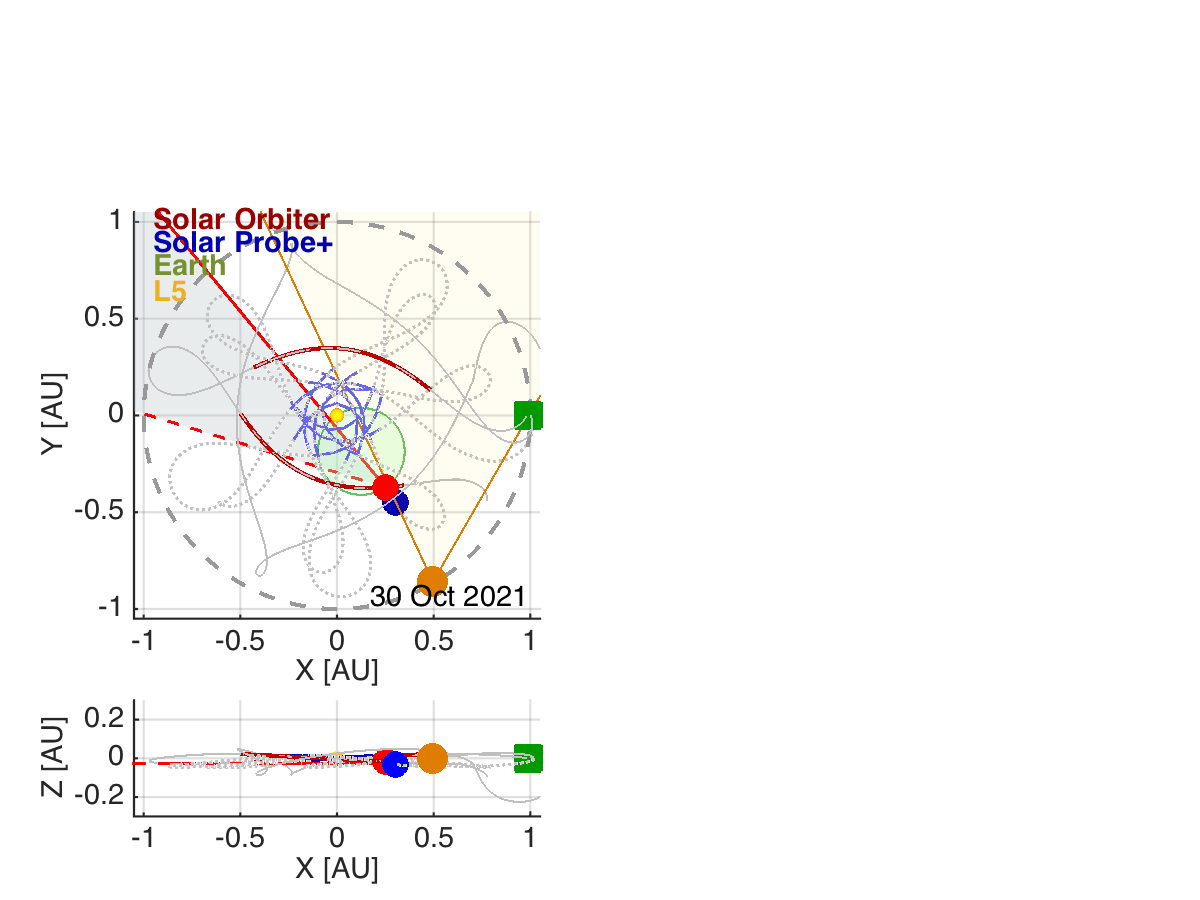 Solar Orbiter
Solar Probe+
Earth
L5
1
0.5
0
-0.5
-1
Y [AU]
30 Oct 2021
-1 -0.5 0 0.5 1
X [AU]
0.2
0
-0.2
Z [AU]
-1 -0.5 0 0.5 1
X [AU]